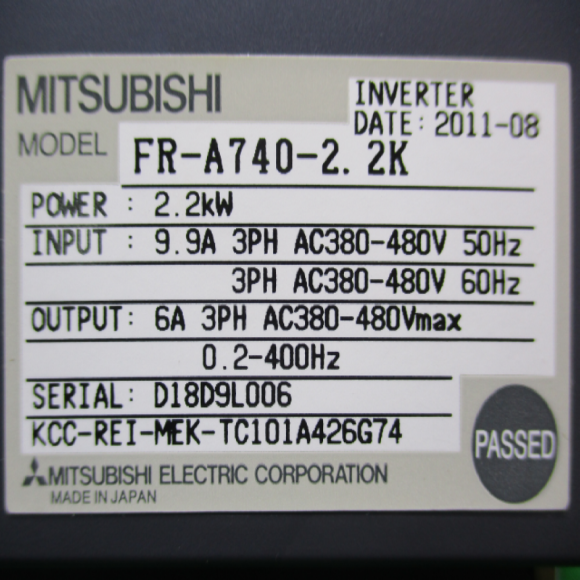 MITSUBISHI
INVERTER
DATE: 2011-08
MODEL FR-A740-2.2K
POWER : 2.2kW
INPUT : 9.9A 3PH AC380-480V 50Hz
3PH AC380-480V 60Hz
OUTPUT: 6A 3PH AC380-480Vmax
0.2-400Hz
SERIAL: D18D9L006
KCC-REI-MEK-TC101A426G74
PASSED
MITSUBISHI ELECTRIC CORPORATION
MADE IN JAPAN